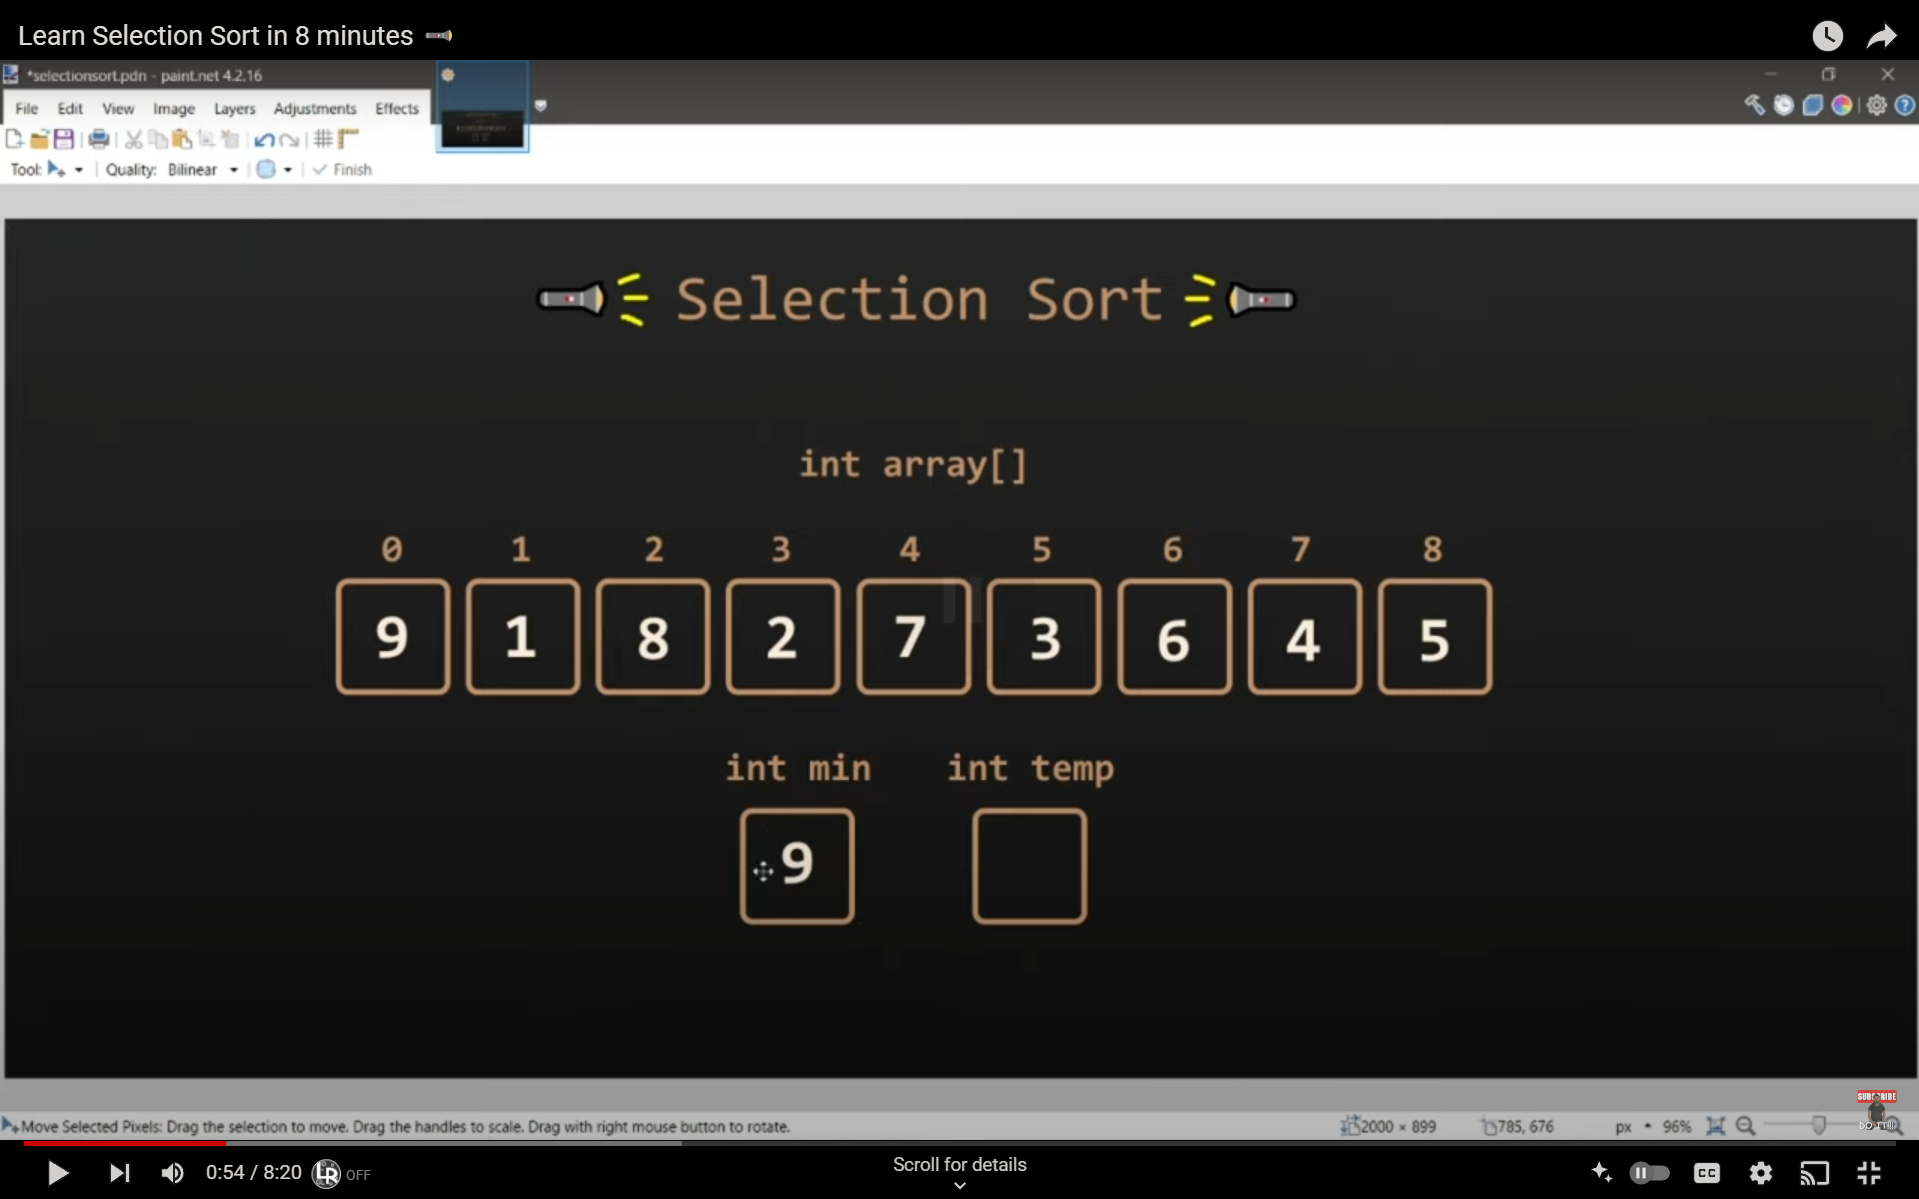 Learn Selection Sort in 8 minutes
*selectionsort.pdn - paint.net 4.2.16
File Edit View Image Layers Adjustments Effects
Tool: Quality: Bilinear Finish
Selection Sort
int array[]
0 1 2 3 4 5 6 7 8
9 1 8 2 7 3 6 4 5
int min int temp
9
Move Selected Pixels: Drag the selection to move. Drag the handles to scale. Drag with right mouse button to rotate.
2000 × 899 785, 676 px 96%
SUBSCRIBE
DO IT!!!
0:54 / 8:20 LR OFF
Scroll for details
CC